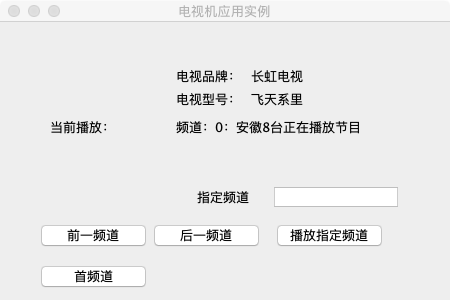 电视机应用实例
电视品牌： 长虹电视
电视型号： 飞天系里
当前播放： 频道：0：安徽8台正在播放节目
指定频道
前一频道 后一频道 播放指定频道
首频道